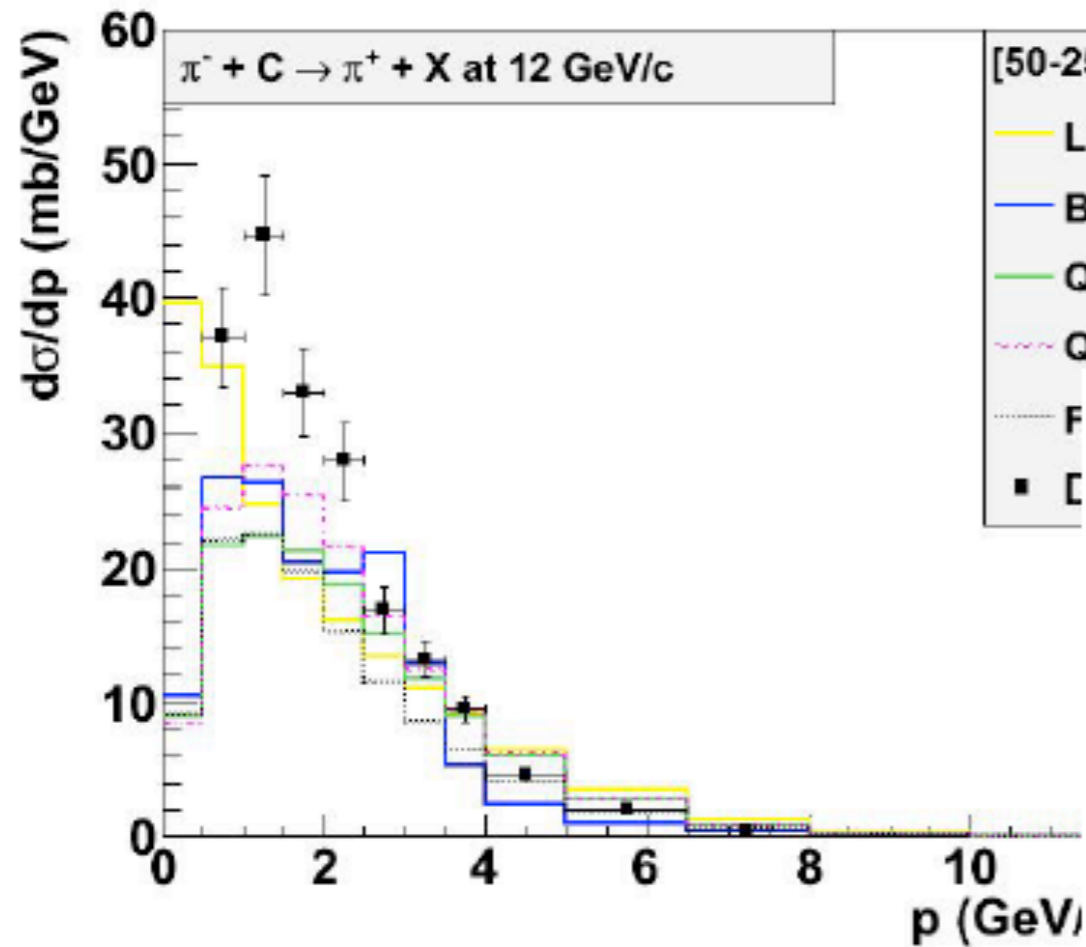 dσ/dp (mb/GeV)
60
50
40
30
20
10
0
π⁻ + C → π⁺ + X at 12 GeV/c
[50-25
L
B
Q
Q
F
0 2 4 6 8 10
p (GeV/